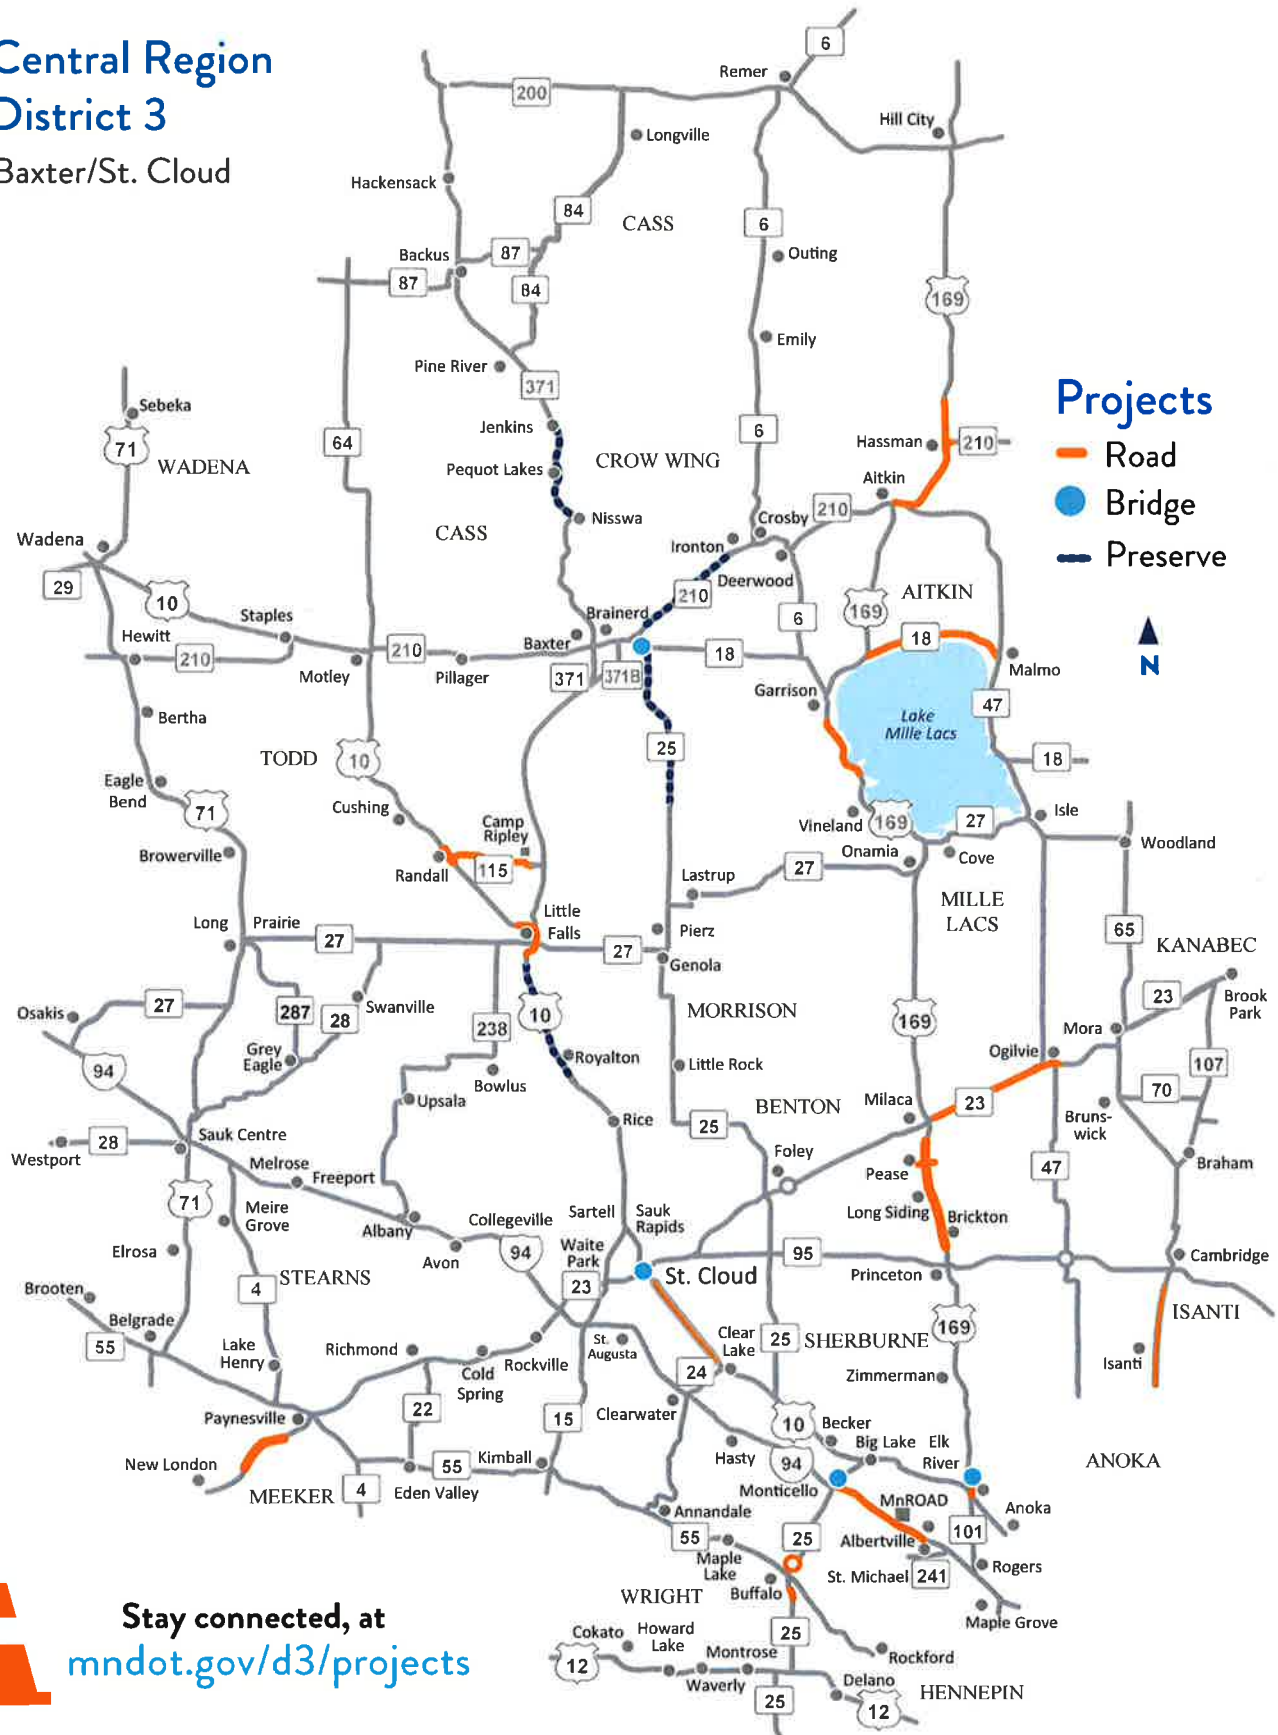 Central Region
District 3
Baxter/St. Cloud
6
Remer
200
Longville
Hill City
Hackensack
84
CASS
6
Outing
Backus
87
87
84
169
Emily
Pine River
371
Projects
Road
Bridge
Preserve
N
Sebeka
71
WADENA
64
Jenkins
CROW WING
6
Hassman
210
Pequot Lakes
Aitkin
Nisswa
CASS
Crosby
210
Wadena
Ironton
Deerwood
29
10
210
AITKIN
169
Staples
Brainerd
6
18
Hewitt
210
210
Baxter
18
Malmo
Motley
Pillager
371
371B
Garrison
47
Bertha
Lake
Mille Lacs
TODD
10
25
18
Eagle
Bend
71
Cushing
Camp
Ripley
Vineland
169
27
Isle
Browerville
Randall
115
Onamia
Cove
Woodland
Lastrup
27
MILLE
LACS
Little
Falls
Long Prairie
27
27
Pierz
Genola
65
KANABEC
23
Brook
Park
Osakis
27
287
28
Swanville
238
10
MORRISON
169
Mora
94
Grey
Eagle
Royalton
Bowlus
Little Rock
Ogilvie
107
Upsala
BENTON
Milaca
23
70
Rice
25
Bruns-
wick
Westport
28
Sauk Centre
Foley
Melrose
Freeport
Pease
47
Braham
71
Meire
Grove
Albany
Collegeville
Sartell
Sauk
Rapids
Long Siding
Brickton
Elrosa
Avon
94
Waite
Park
95
Cambridge
STEARNS
4
23
St. Cloud
Princeton
Brooten
ISANTI
Belgrade
55
Lake
Henry
Richmond
St.
Augusta
Clear
Lake
25
SHERBURNE
169
Rockville
Cold
Spring
24
Isanti
Zimmerman
22
15
Clearwater
Paynesville
10
Becker
New London
55
Kimball
Hasty
94
Big Lake
Elk
River
ANOKA
MEEKER
4
Eden Valley
Monticello
MnROAD
Anoka
Annandale
55
25
Albertville
101
Maple
Lake
St. Michael
241
Rogers
Buffalo
WRIGHT
Maple Grove
Stay connected, at
mndot.gov/d3/projects
Cokato
Howard
Lake
25
12
Montrose
Rockford
Waverly
Delano
HENNEPIN
25
12